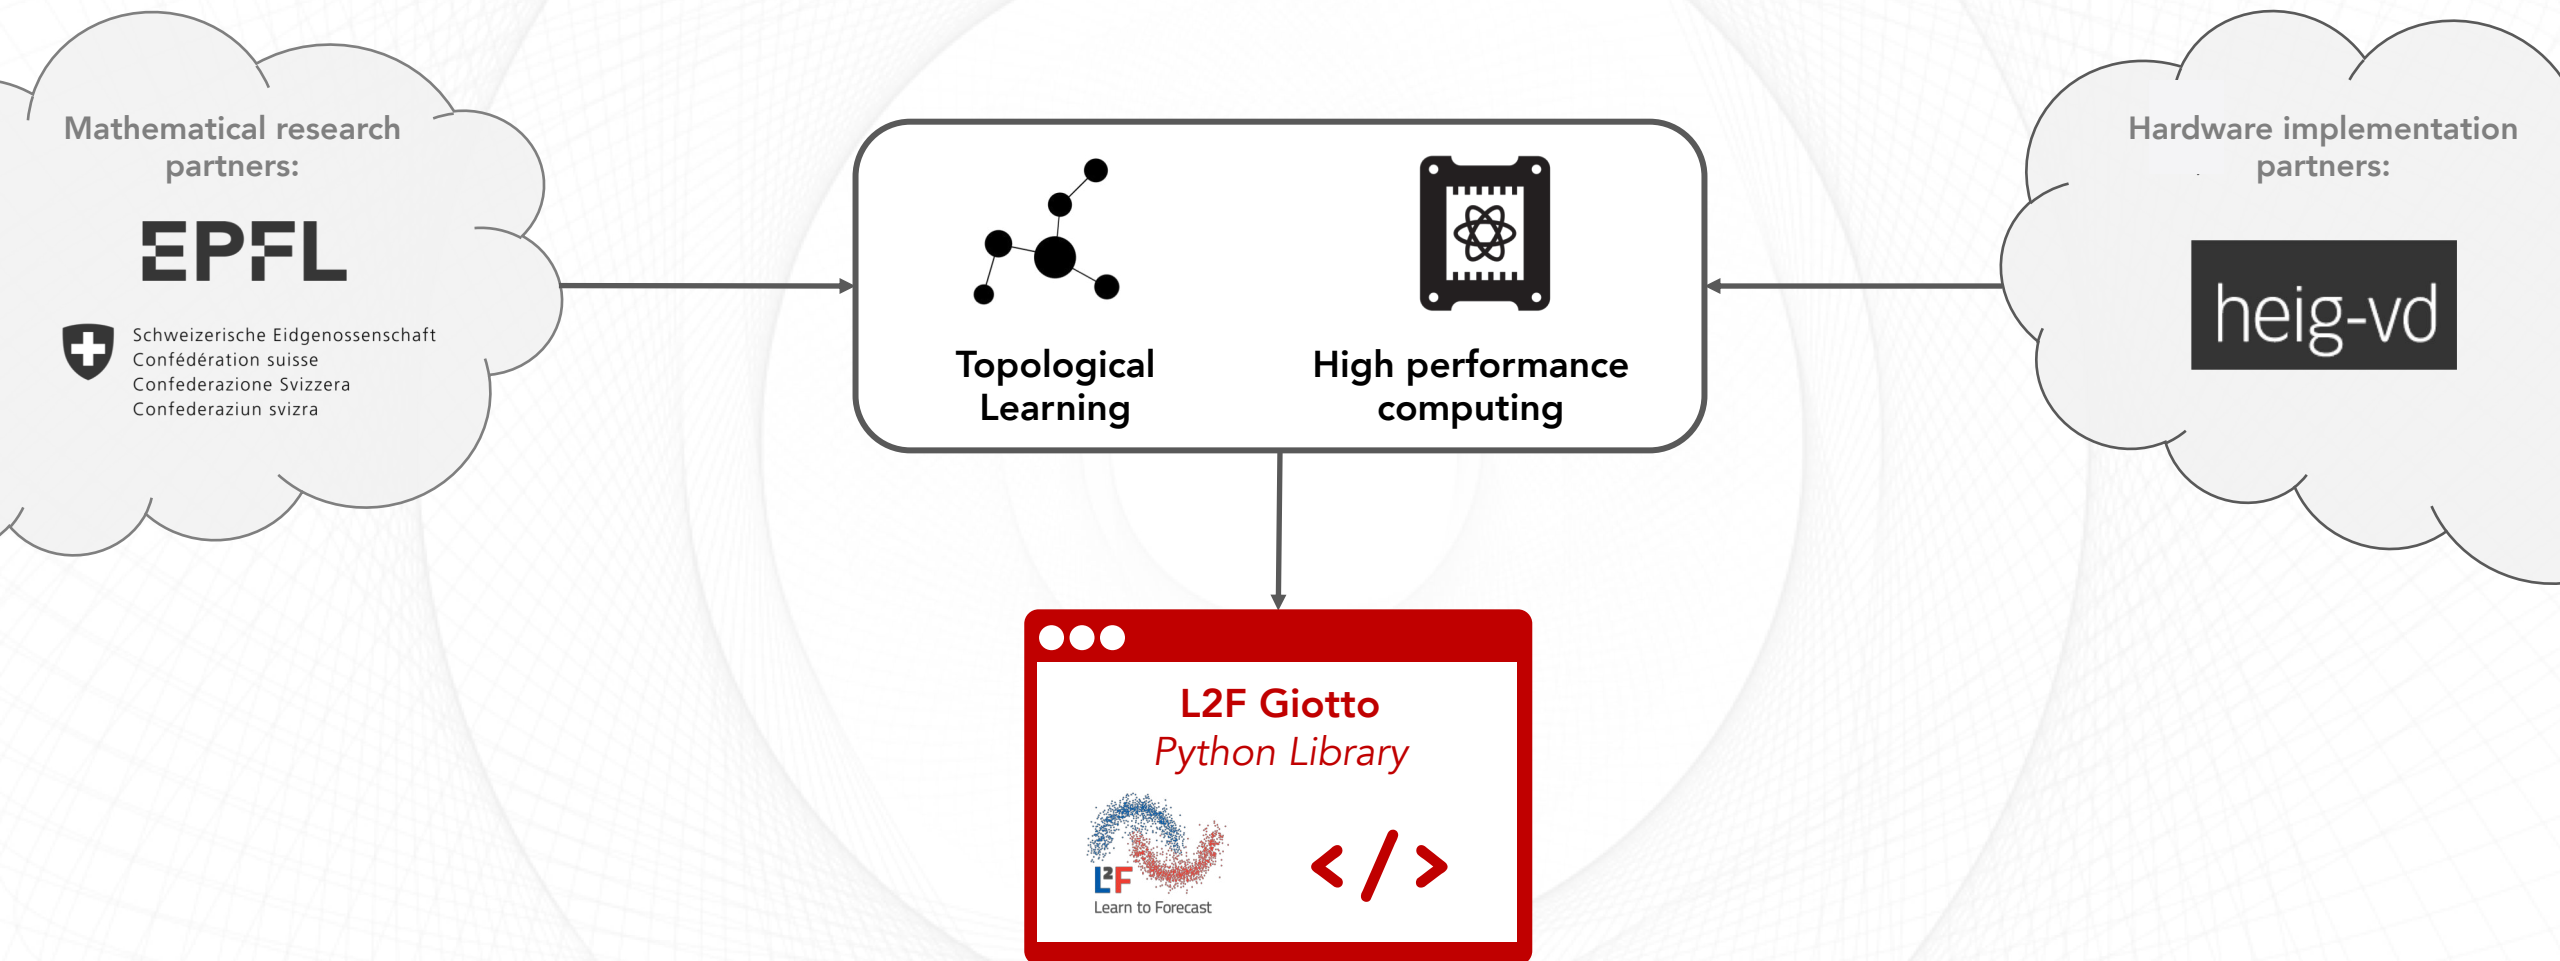 Mathematical research
partners:
EPFL
Schweizerische Eidgenossenschaft
Confédération suisse
Confederazione Svizzera
Confederaziun svizra
Topological
Learning
High performance
computing
Hardware implementation
partners:
heig-vd
L2F Giotto
Python Library
L2F
Learn to Forecast
</>